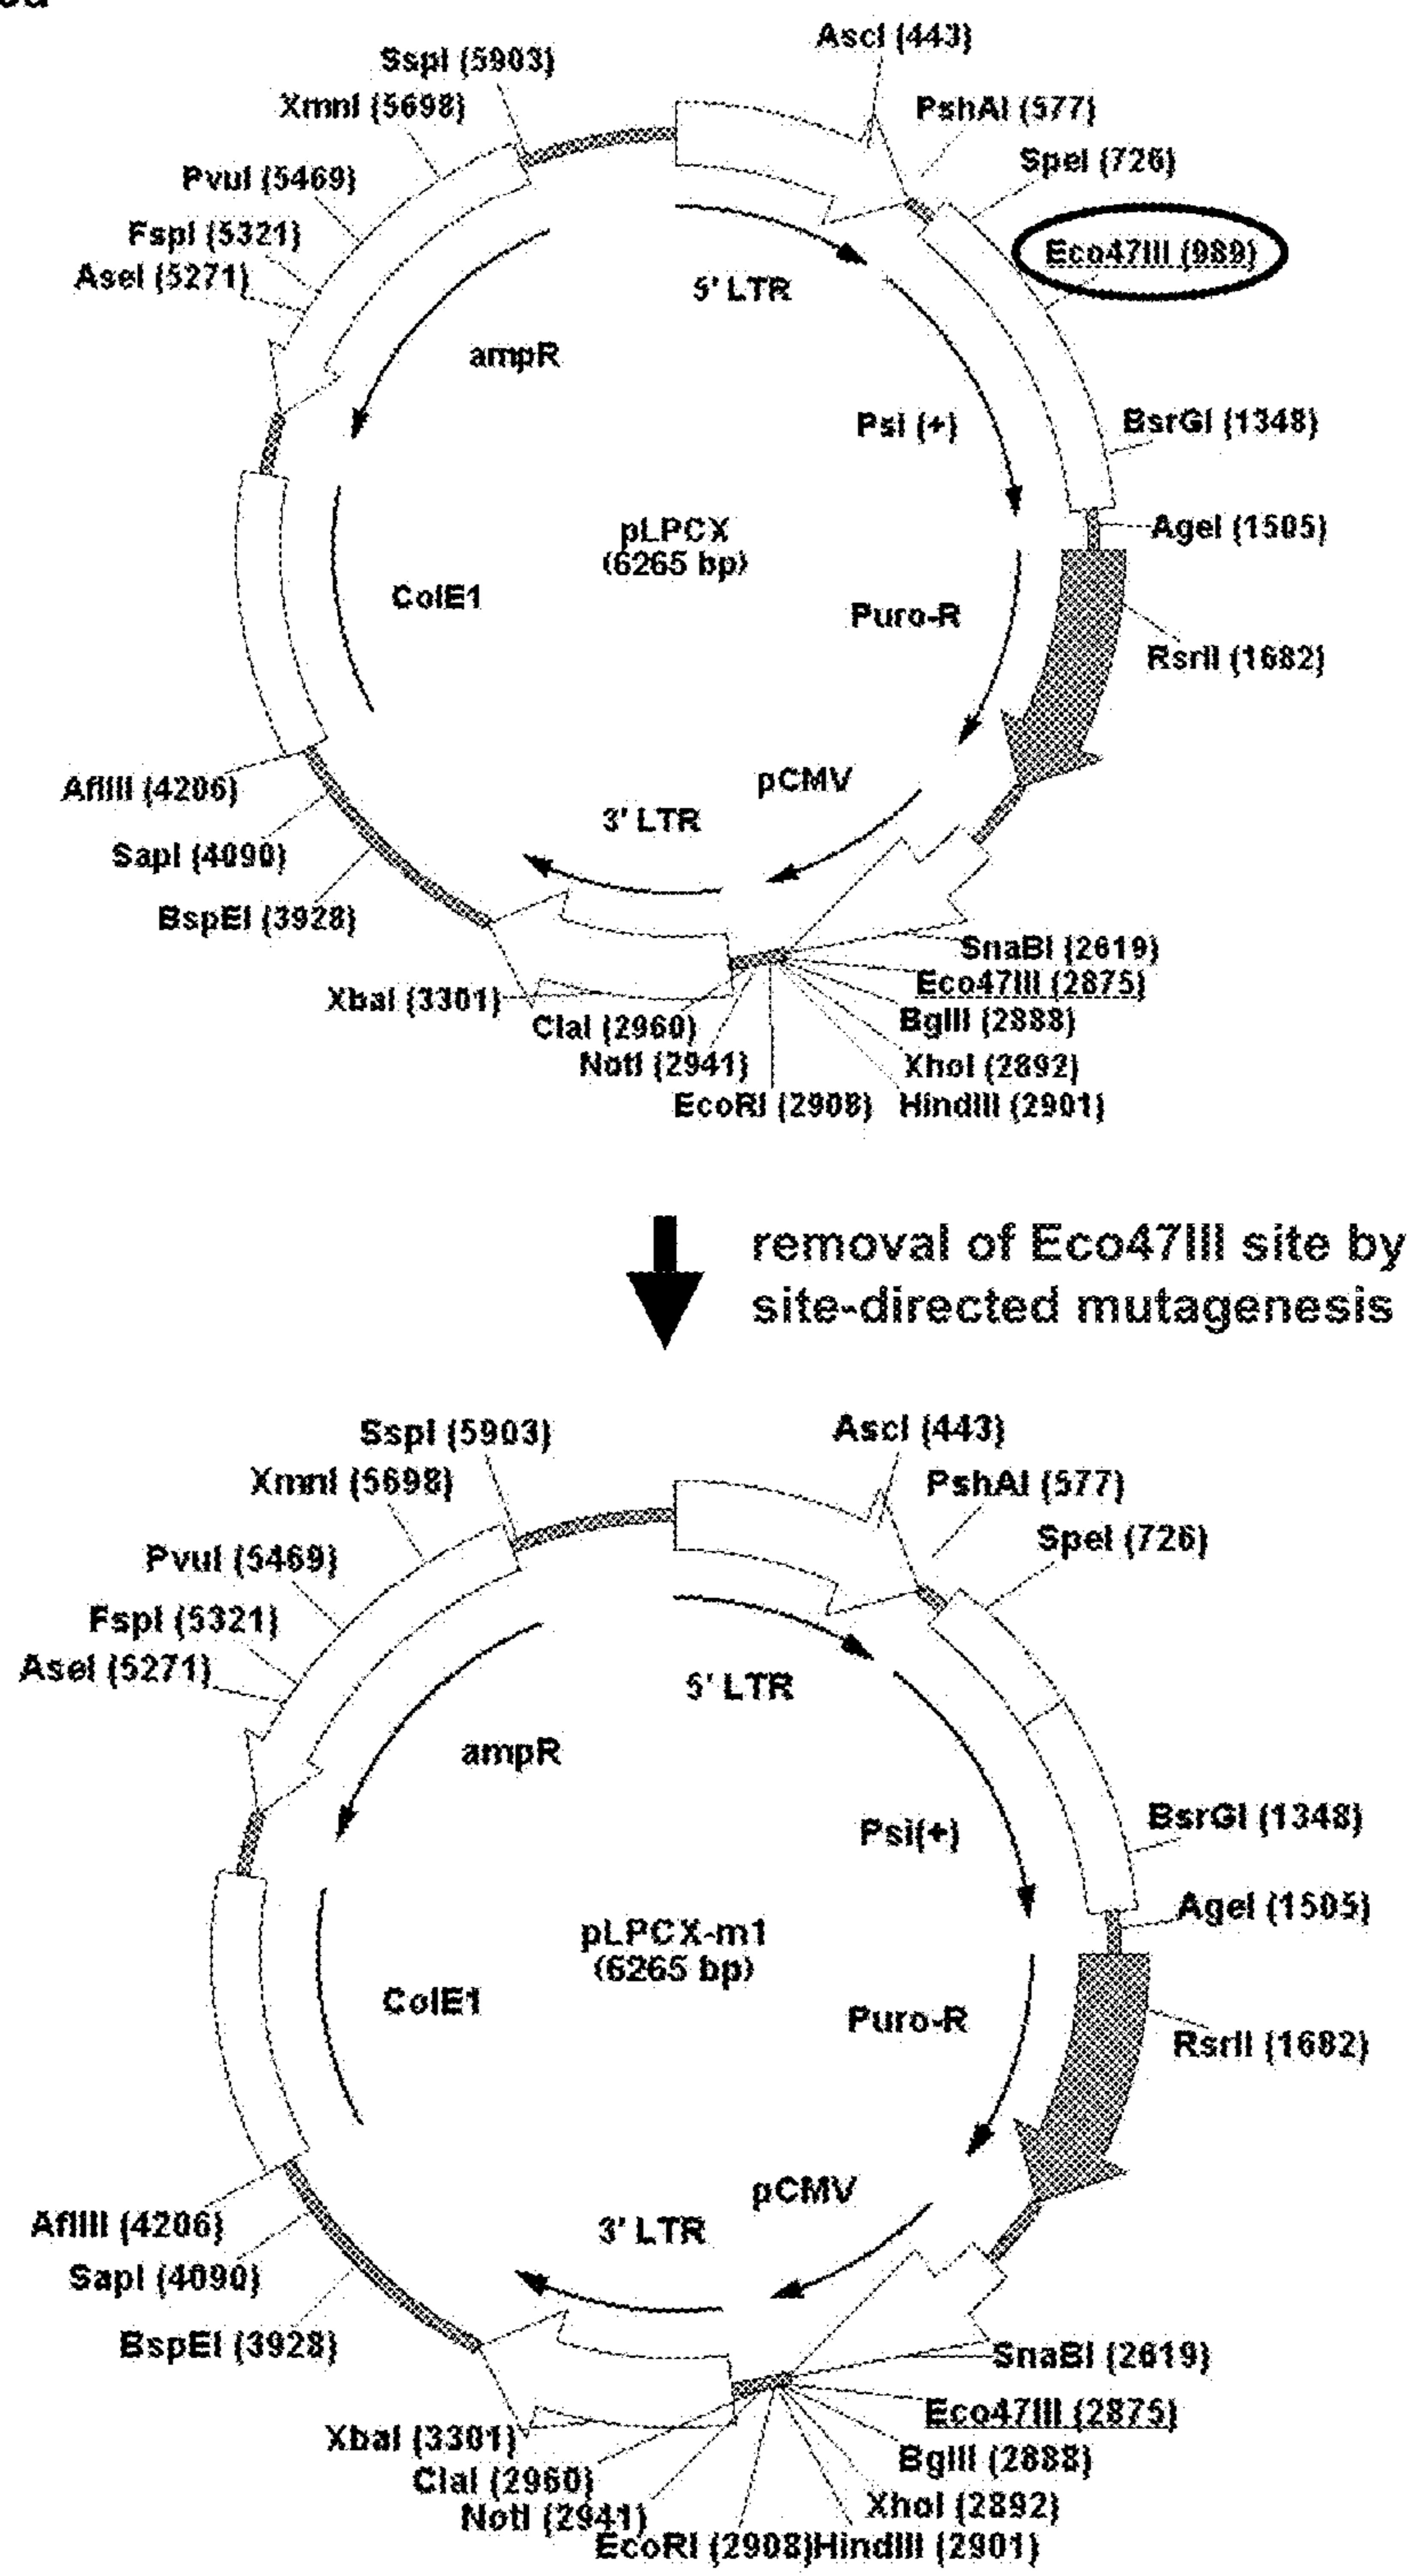 AscI (443)
SspI (5903)
XmnI (5698)
PshAI (577)
SpeI (726)
PvuI (5469)
FspI (5321)
Eco47III (989)
AseI (5271)
5' LTR
ampR
Psi (+)
BsrGI (1348)
AgeI (1505)
pLPCX
(6265 bp)
ColE1
Puro-R
RsrII (1682)
pCMV
AflIII (4206)
3' LTR
SapI (4090)
BspEI (3928)
SnaBI (2619)
Eco47III (2875)
XbaI (3301)
BglII (2888)
ClaI (2960)
NotI (2941)
XhoI (2892)
EcoRI (2908)
HindIII (2901)
removal of Eco47III site by
site-directed mutagenesis
AscI (443)
SspI (5903)
XmnI (5698)
PshAI (577)
SpeI (726)
PvuI (5469)
FspI (5321)
AseI (5271)
5' LTR
ampR
BsrGI (1348)
Psi(+)
AgeI (1505)
pLPCX-m1
(6265 bp)
ColE1
Puro-R
RsrII (1682)
pCMV
AflIII (4206)
3' LTR
SapI (4090)
BspEI (3928)
SnaBI (2619)
Eco47III (2875)
XbaI (3301)
BglII (2888)
ClaI (2960)
XhoI (2892)
NotI (2941)
EcoRI (2908)
HindIII (2901)